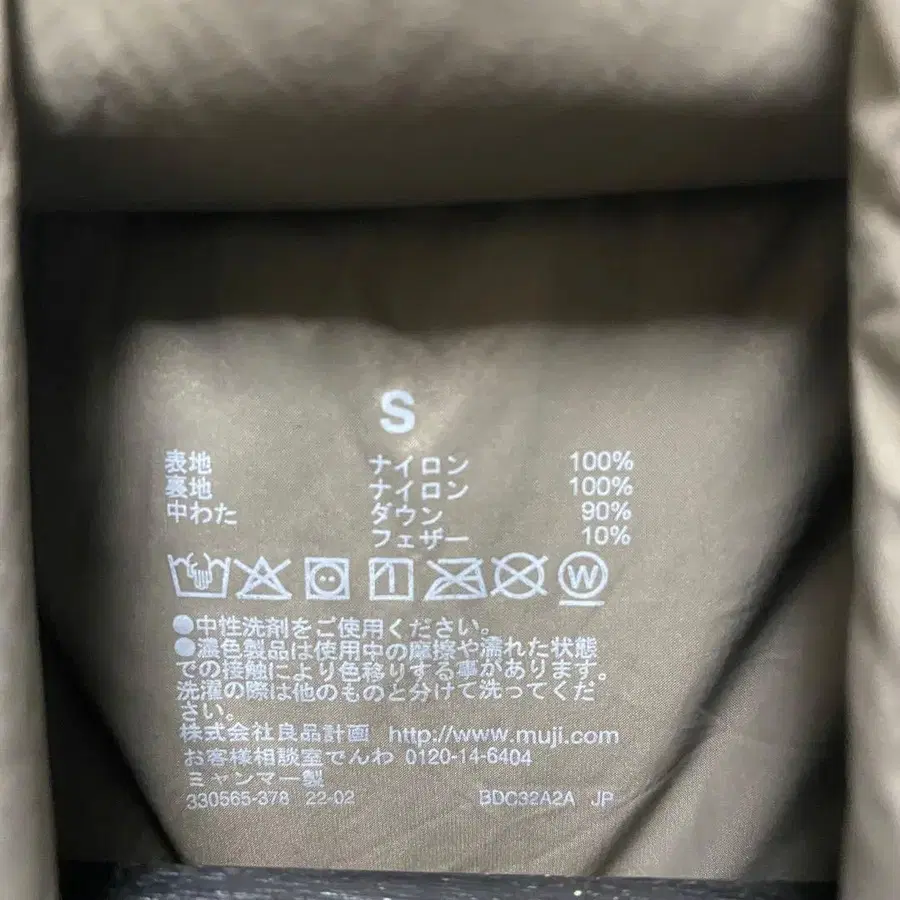 S
表地 ナイロン 100%
裏地 ナイロン 100%
中わた ダウン 90%
フェザー 10%
W
●中性洗剤をご使用ください。
●濃色製品は使用中の摩擦や濡れた状態
での接触により色移りする事があります。
洗濯の際は他のものと分けて洗ってくだ
さい。
株式会社良品計画 http://www.muji.com
お客様相談室でんわ 0120-14-6404
ミャンマー製
330565-378 22-02 BDC32A2A JP